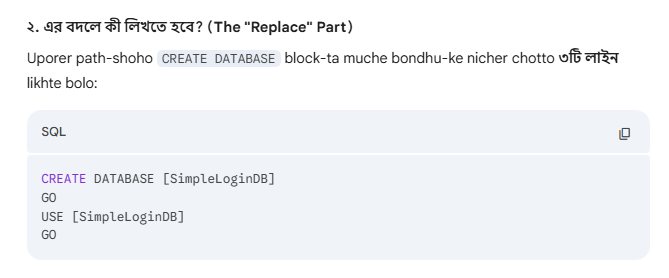 ২. এর বদলে কী লিখতে হবে? (The "Replace" Part)
Uporer path-shoho CREATE DATABASE block-ta muche bondhu-ke nicher chotto ৩টি লাইন
likhte bolo:
SQL
CREATE DATABASE [SimpleLoginDB]
GO
USE [SimpleLoginDB]
GO